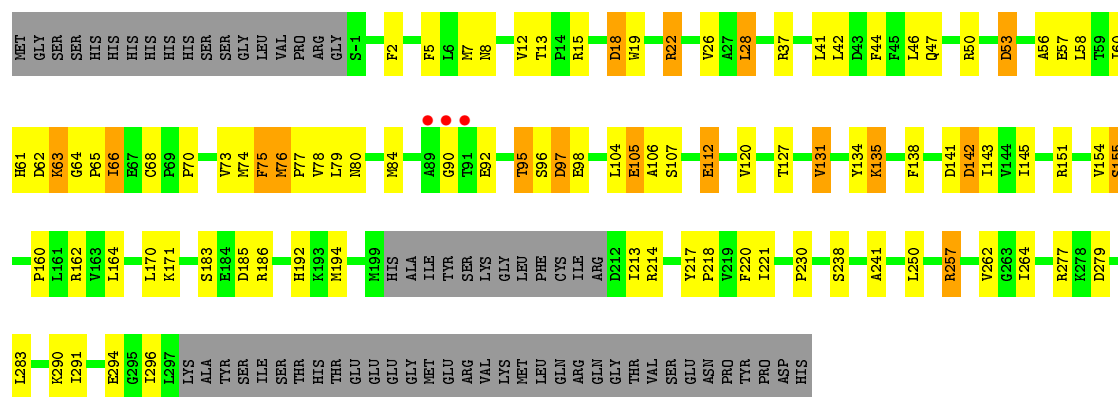 MET GLY SER SER HIS HIS HIS HIS HIS HIS SER SER GLY LEU VAL PRO ARG GLY S-1 F2 F5 L6 M7 N8 V12 T13 P14 R15 D18 W19 R22 V26 A27 L28 R37 L41 L42 D43 F44 F45 L46 Q47 R50 D53 A56 E57 L58 T59 I60
H61 D62 K63 G64 P65 I66 E67 C68 P69 P70 V73 M74 F75 M76 P77 V78 L79 N80 M84 A89 G90 T91 E92 T95 S96 D97 E98 L104 E105 A106 S107 E112 V120 T127 V131 Y134 K135 F138 D141 D142 I143 V144 I145 R151 V154 S155
P160 L161 R162 V163 L164 L170 K171 S183 E184 D185 R186 H192 K193 M194 M199 HIS ALA ILE TYR SER LYS GLY LEU PHE CYS ILE ARG D212 I213 R214 Y217 P218 V219 F220 I221 P230 S238 A241 L250 R257 V262 G263 I264 R277 K278 D279
L283 K290 I291 E294 G295 I296 L297 LYS ALA TYR SER ILE SER THR HIS THR GLU GLU GLY MET GLU ARG VAL LYS MET LEU GLN ARG GLN GLY THR VAL SER GLU ASN PRO TYR PRO ASP HIS